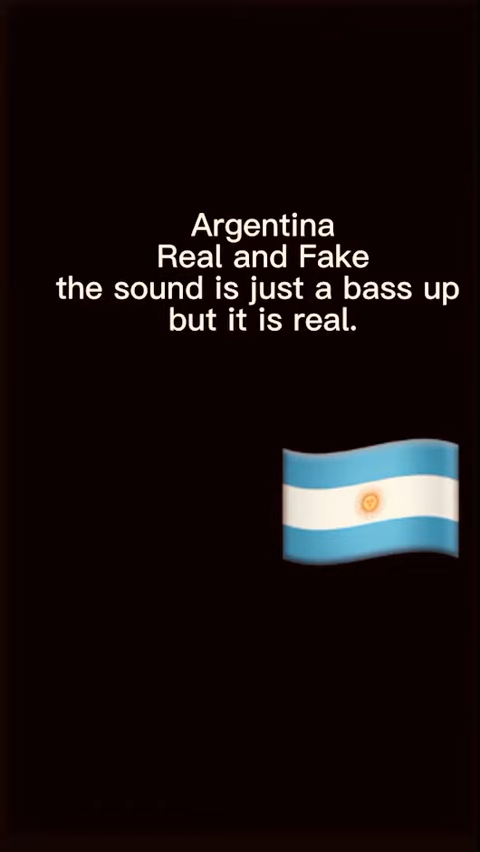 Argentina
Real and Fake
the sound is just a bass up
but it is real.